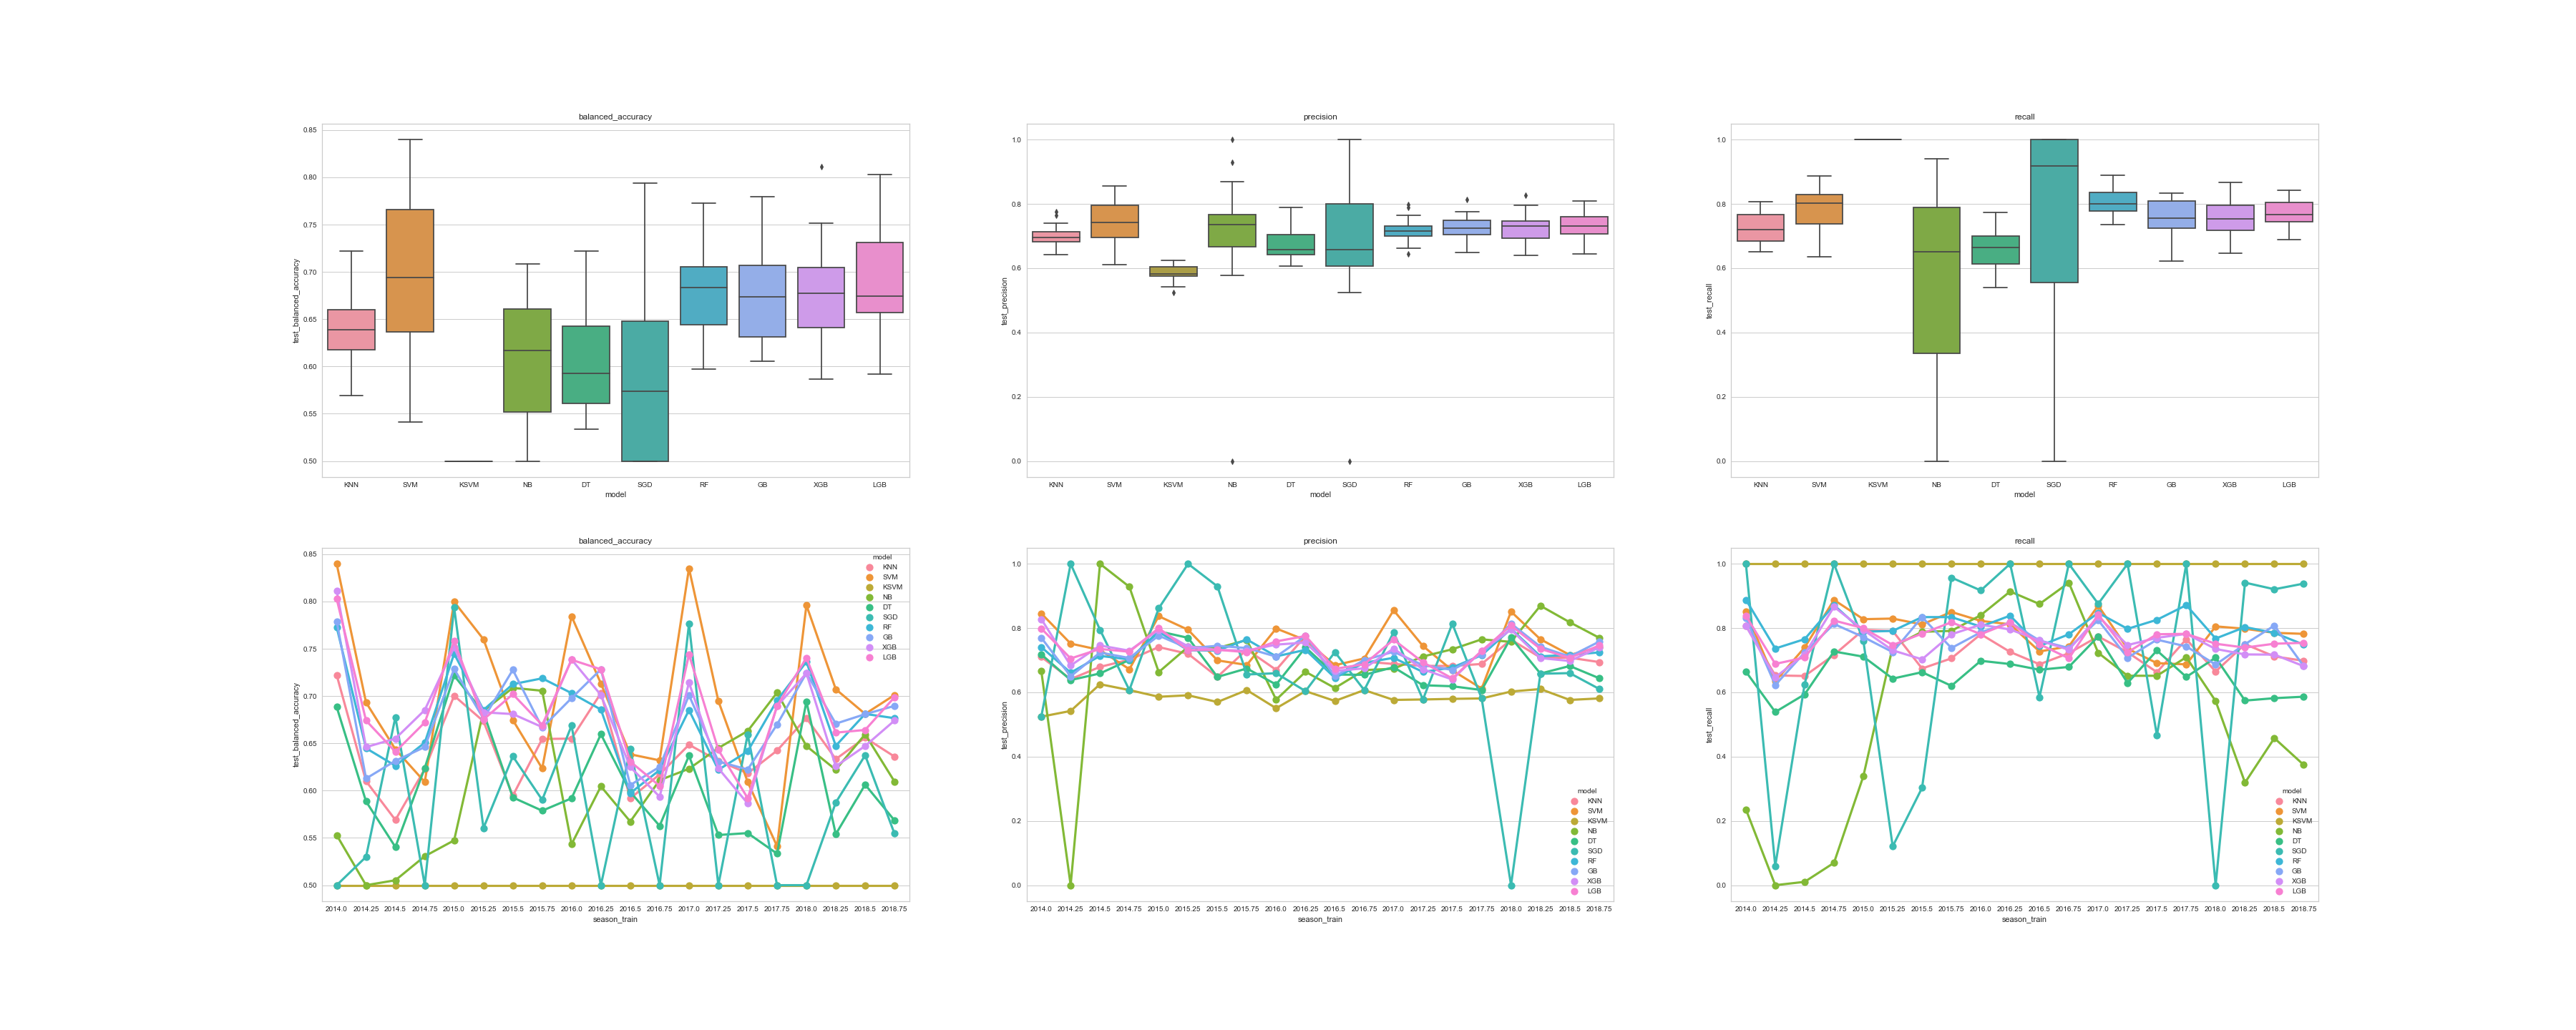 balanced_accuracy
test_balanced_accuracy
0.85
0.80
0.75
0.70
0.65
0.60
0.55
0.50
KNN SVM KSVM NB DT SGD RF GB XGB LGB
model
precision
test_precision
1.0
0.8
0.6
0.4
0.2
0.0
KNN SVM KSVM NB DT SGD RF GB XGB LGB
model
recall
test_recall
1.0
0.8
0.6
0.4
0.2
0.0
KNN SVM KSVM NB DT SGD RF GB XGB LGB
model
balanced_accuracy
test_balanced_accuracy
0.85
0.80
0.75
0.70
0.65
0.60
0.55
0.50
model
KNN
SVM
KSVM
NB
DT
SGD
RF
GB
XGB
LGB
2014.0 2014.25 2014.5 2014.75 2015.0 2015.25 2015.5 2015.75 2016.0 2016.25 2016.5 2016.75 2017.0 2017.25 2017.5 2017.75 2018.0 2018.25 2018.5 2018.75
season_train
precision
test_precision
1.0
0.8
0.6
0.4
0.2
0.0
model
KNN
SVM
KSVM
NB
DT
SGD
RF
GB
XGB
LGB
2014.0 2014.25 2014.5 2014.75 2015.0 2015.25 2015.5 2015.75 2016.0 2016.25 2016.5 2016.75 2017.0 2017.25 2017.5 2017.75 2018.0 2018.25 2018.5 2018.75
season_train
recall
test_recall
1.0
0.8
0.6
0.4
0.2
0.0
model
KNN
SVM
KSVM
NB
DT
SGD
RF
GB
XGB
LGB
2014.0 2014.25 2014.5 2014.75 2015.0 2015.25 2015.5 2015.75 2016.0 2016.25 2016.5 2016.75 2017.0 2017.25 2017.5 2017.75 2018.0 2018.25 2018.5 2018.75
season_train